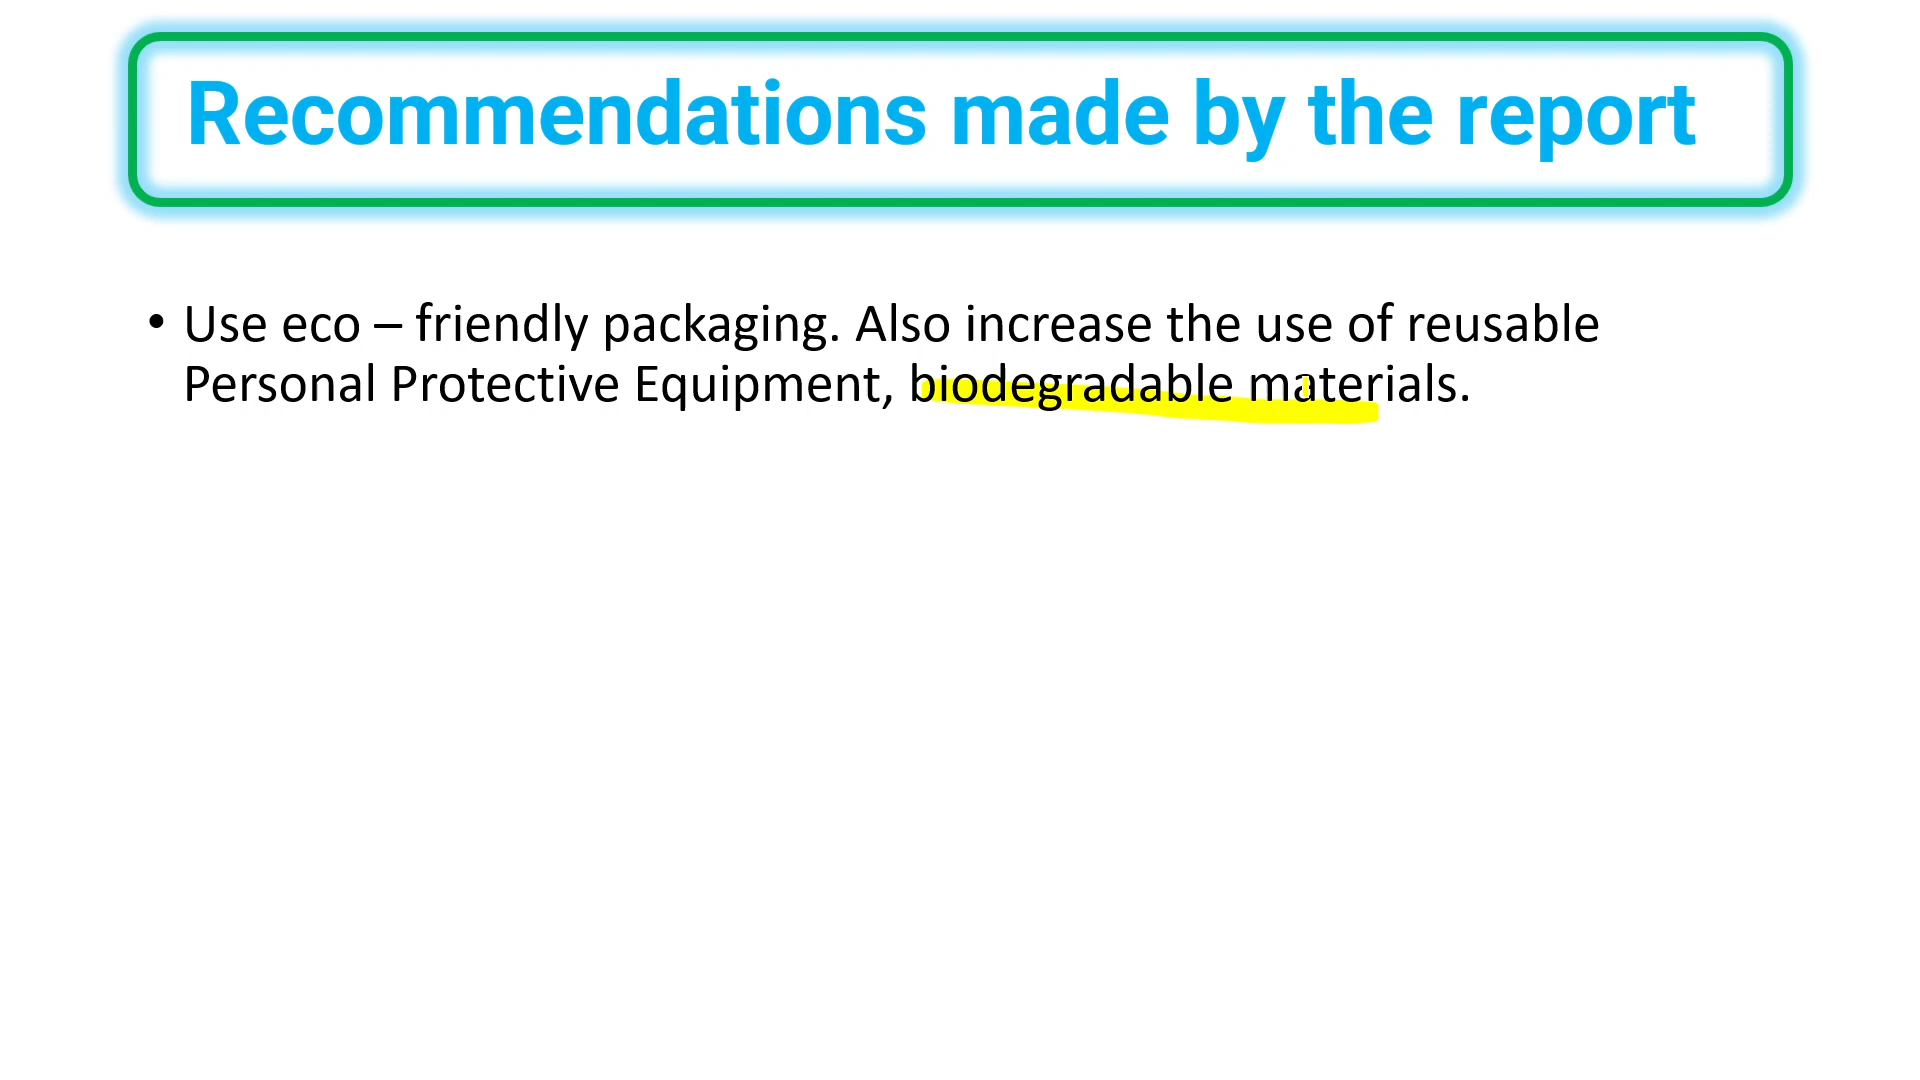 Recommendations made by the report
• Use eco – friendly packaging. Also increase the use of reusable
Personal Protective Equipment, biodegradable materials.